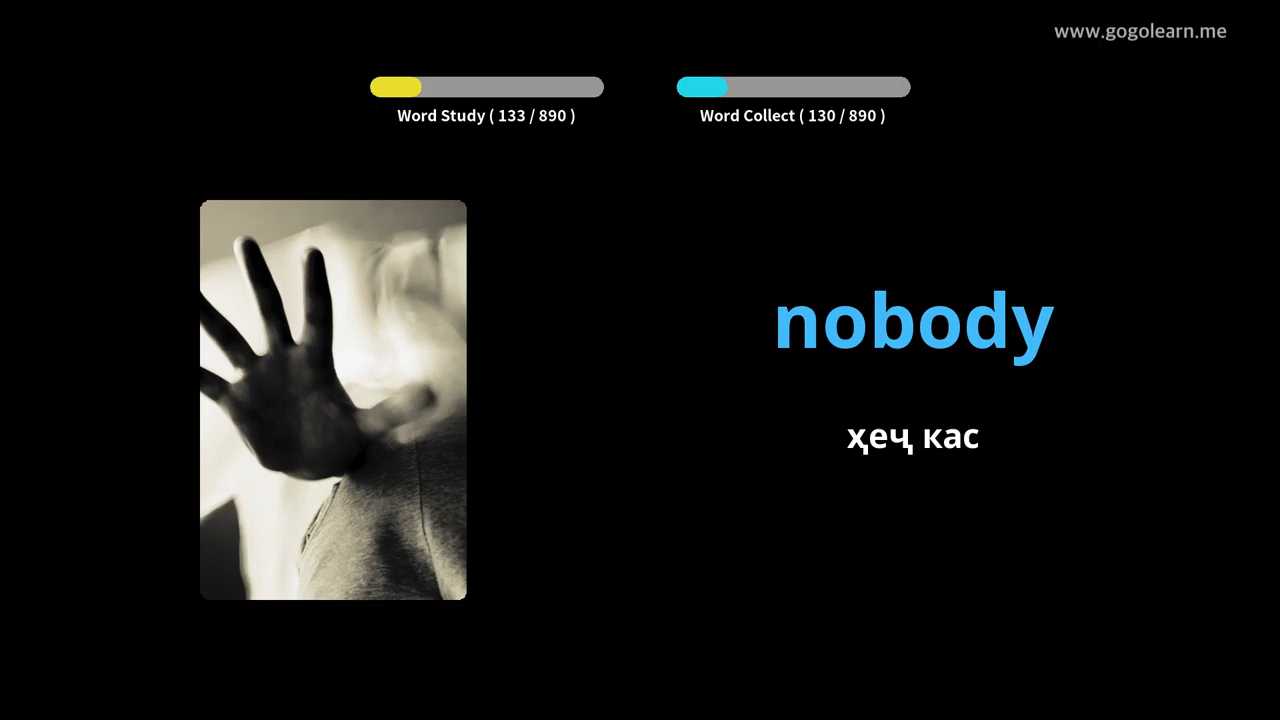 www.gogolearn.me
Word Study ( 133 / 890 )
Word Collect ( 130 / 890 )
nobody
ҳеҷ кас